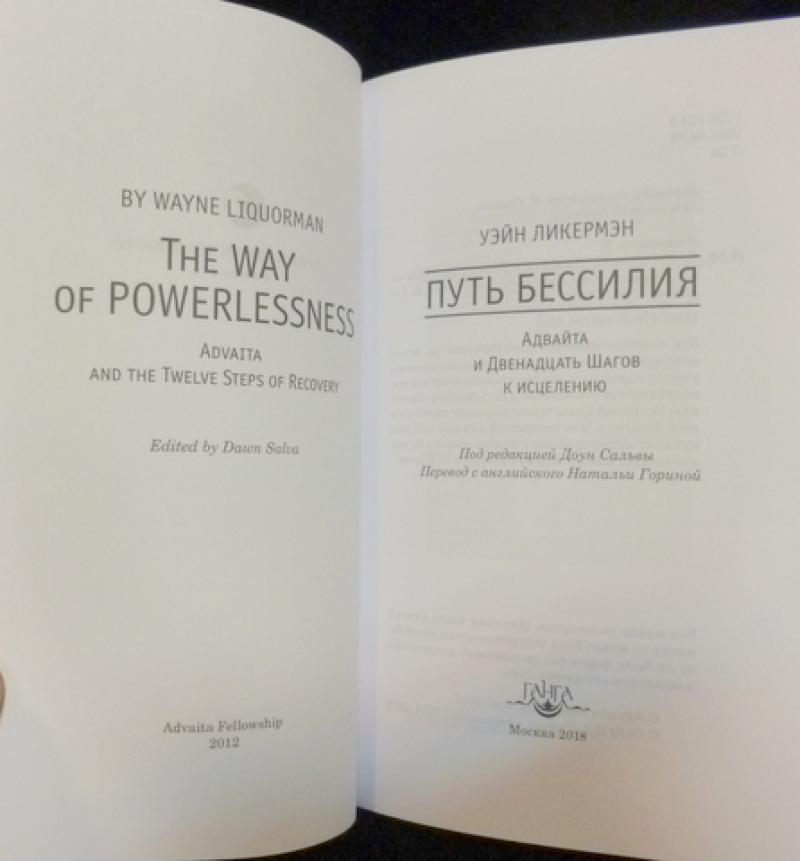 BY WAYNE LIQUORMAN
THE WAY
OF POWERLESSNESS
ADVAITA
AND THE TWELVE STEPS OF RECOVERY
Edited by Dawn Salva
Advaita Fellowship
2012
УЭЙН ЛИКЕРМЭН
ПУТЬ БЕССИЛИЯ
АДВАЙТА
И ДВЕНАДЦАТЬ ШАГОВ
К ИСЦЕЛЕНИЮ
Под редакцией Доун Сальвы
Перевод с английского Натальи Гориной
ГАНГА
Москва 2018